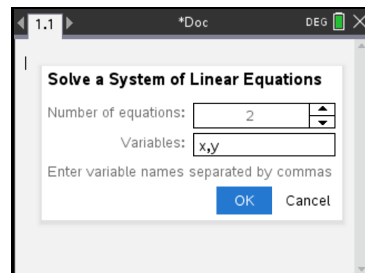 1.1 *Doc DEG
Solve a System of Linear Equations
Number of equations: 2
Variables: x,y
Enter variable names separated by commas
OK Cancel